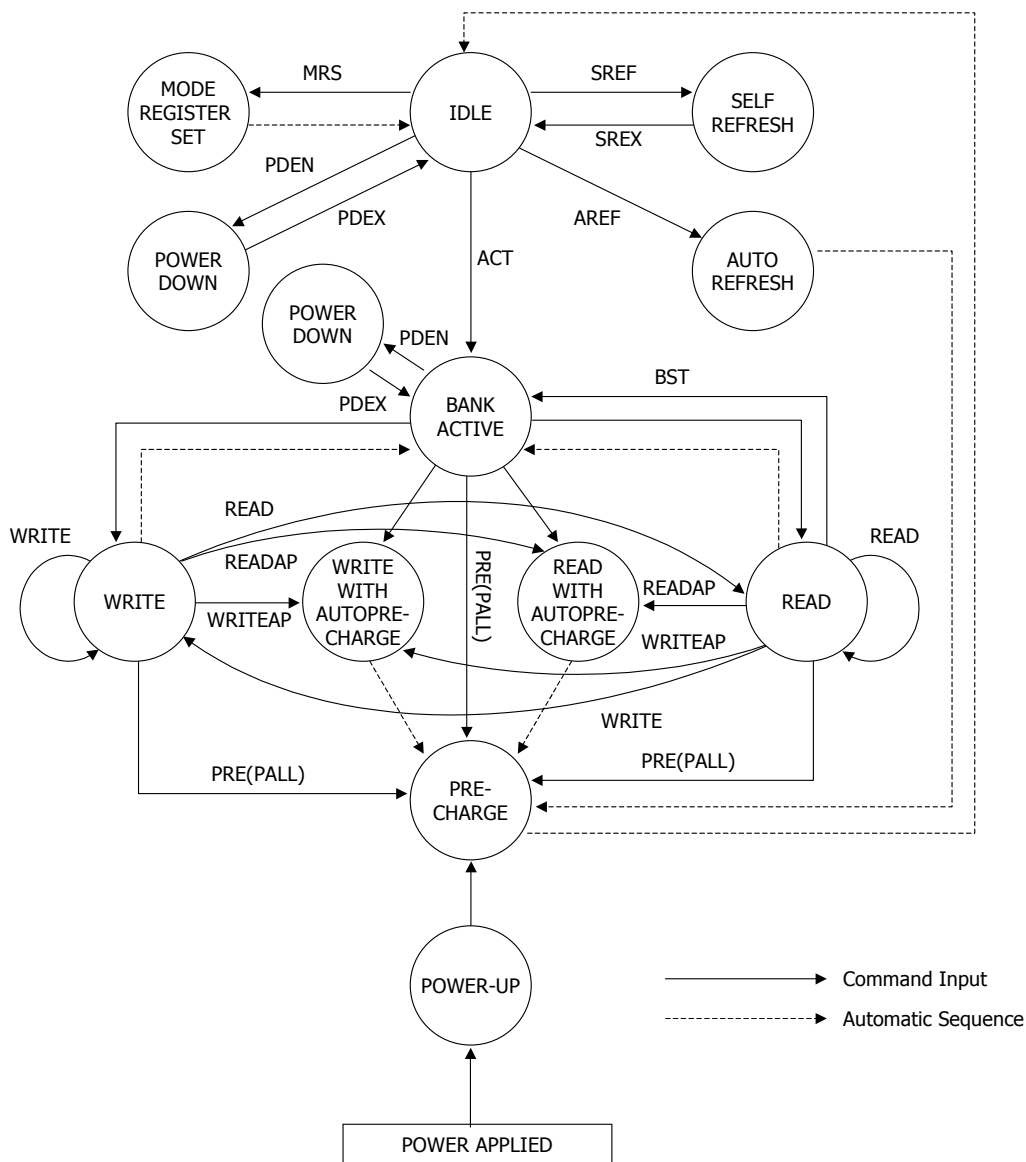 MRS
SREF
MODE
REGISTER
SET
IDLE
SELF
REFRESH
SREX
PDEN
PDEX
AREF
POWER
DOWN
ACT
AUTO
REFRESH
POWER
DOWN
PDEN
BST
PDEX
BANK
ACTIVE
WRITE
READ
READ
READAP
WRITE
WRITEAP
WRITE
WITH
AUTOPRE-
CHARGE
PRE(PALL)
READ
WITH
AUTOPRE-
CHARGE
READAP
WRITEAP
READ
WRITE
PRE(PALL)
PRE(PALL)
PRE-
CHARGE
POWER-UP
Command Input
Automatic Sequence
POWER APPLIED